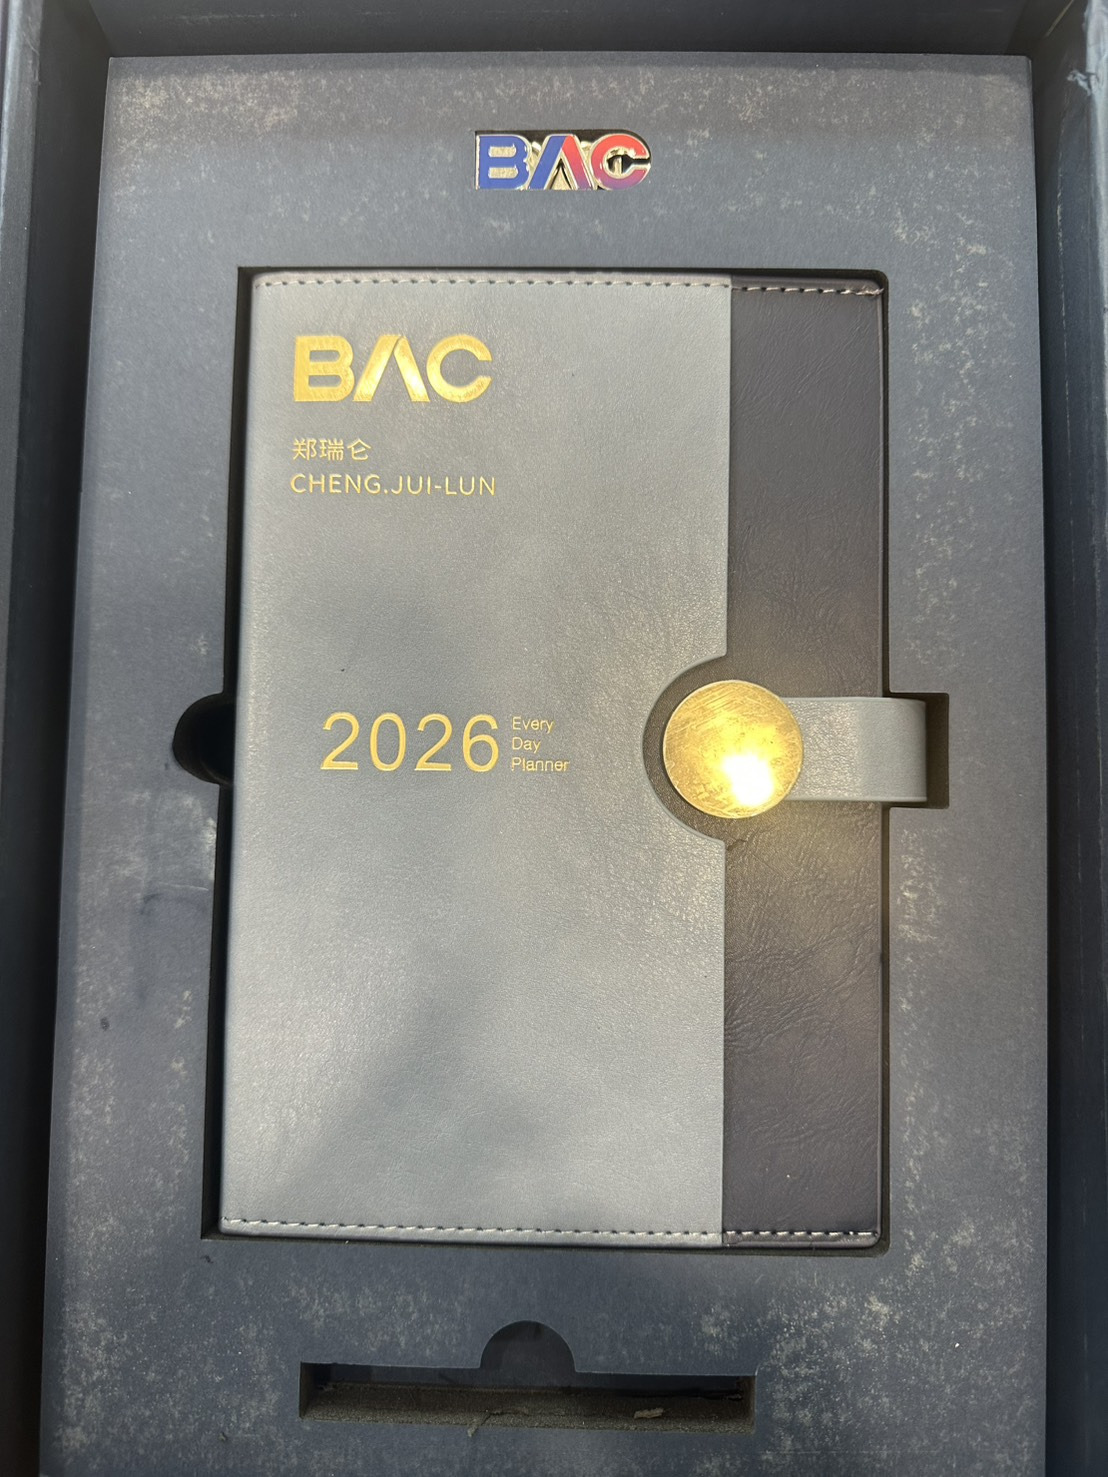 BAC
BAC
郑瑞仑
CHENG.JUI-LUN
2026
Every
Day
Planner